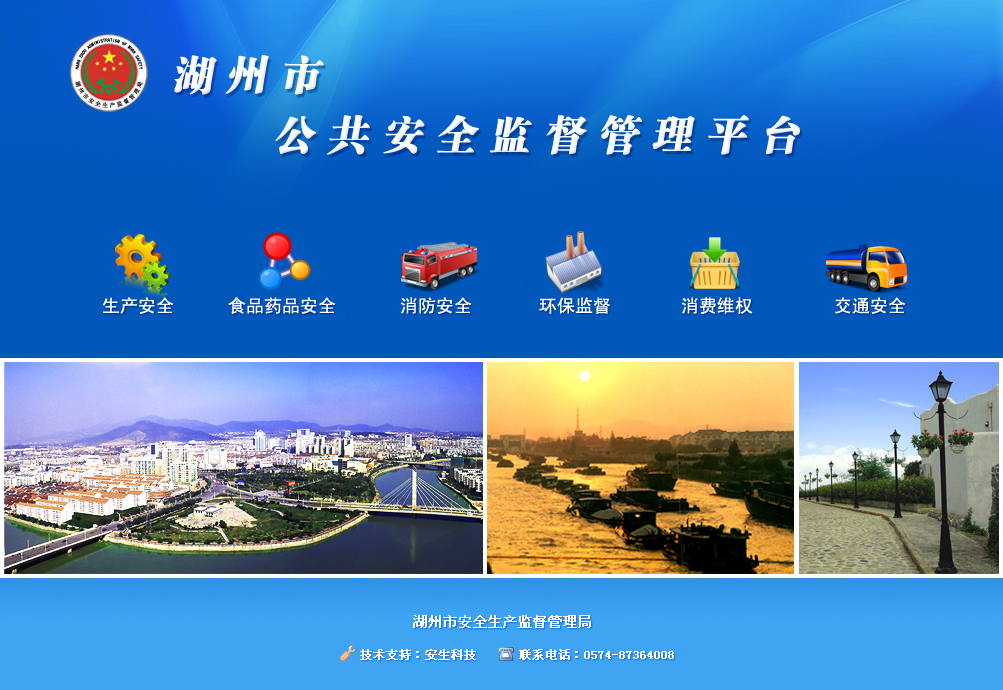 湖州市
公共安全监督管理平台
生产安全 食品药品安全 消防安全 环保监督 消费维权 交通安全
湖州市安全生产监督管理局
技术支持：安生科技 联系电话：0574-87364008